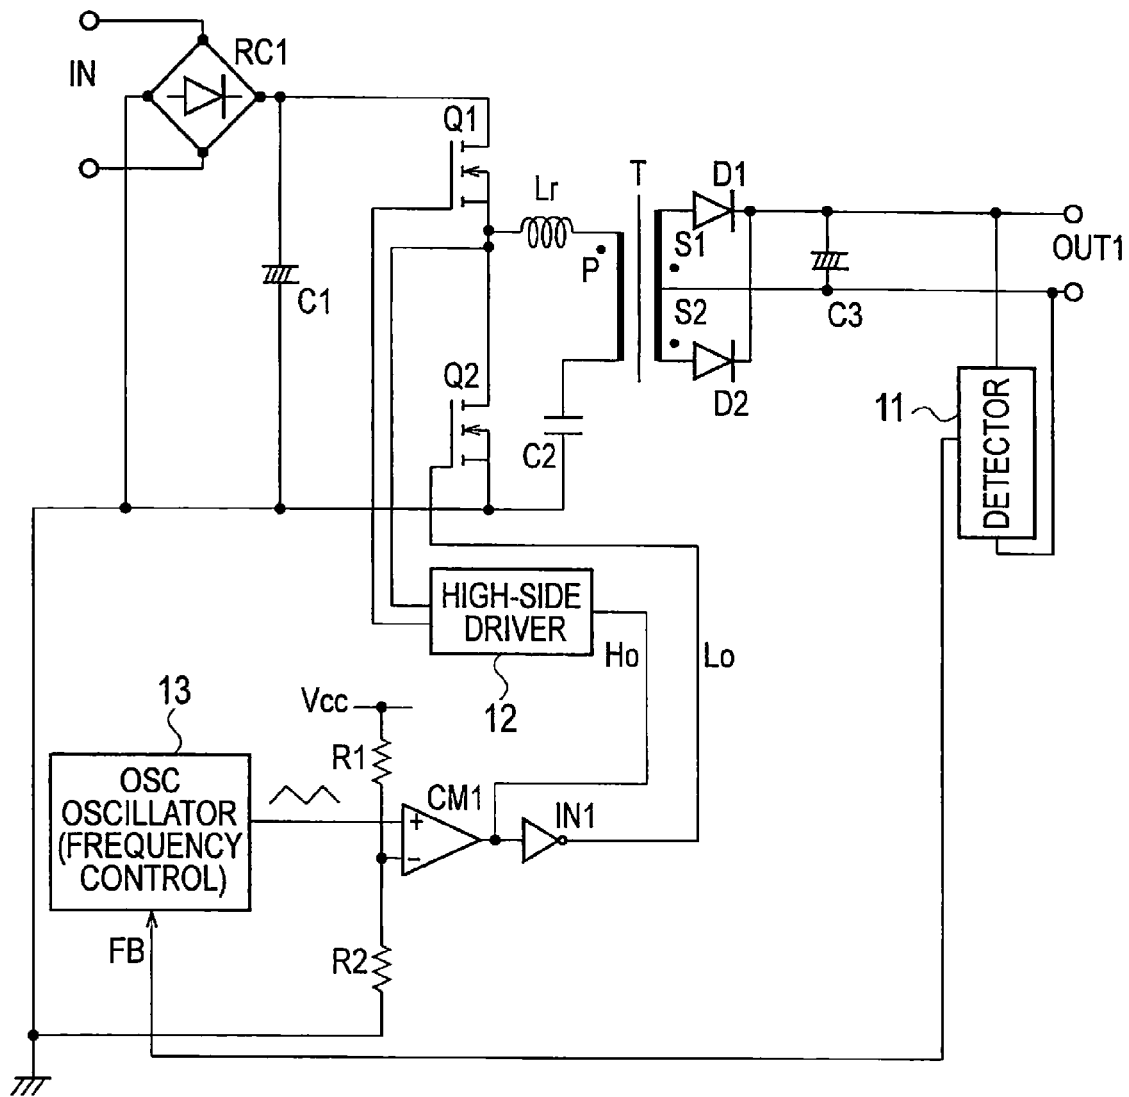 IN
RC1
Q1
Lr
T
D1
P
S1
OUT1
C1
S2
C3
Q2
D2
11
C2
DETECTOR
HIGH-SIDE
DRIVER
Ho
Lo
13
Vcc
12
R1
OSC
OSCILLATOR
(FREQUENCY
CONTROL)
CM1
IN1
+
−
FB
R2